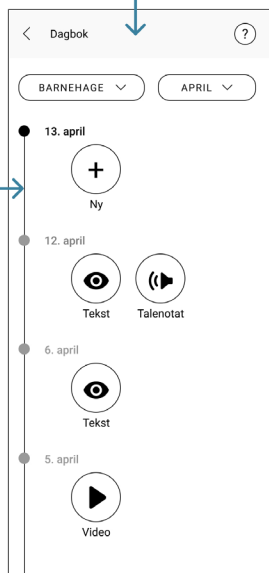 Dagbok
?
BARNEHAGE
APRIL
13. april
Ny
12. april
Tekst Talenotat
6. april
Tekst
5. april
Video